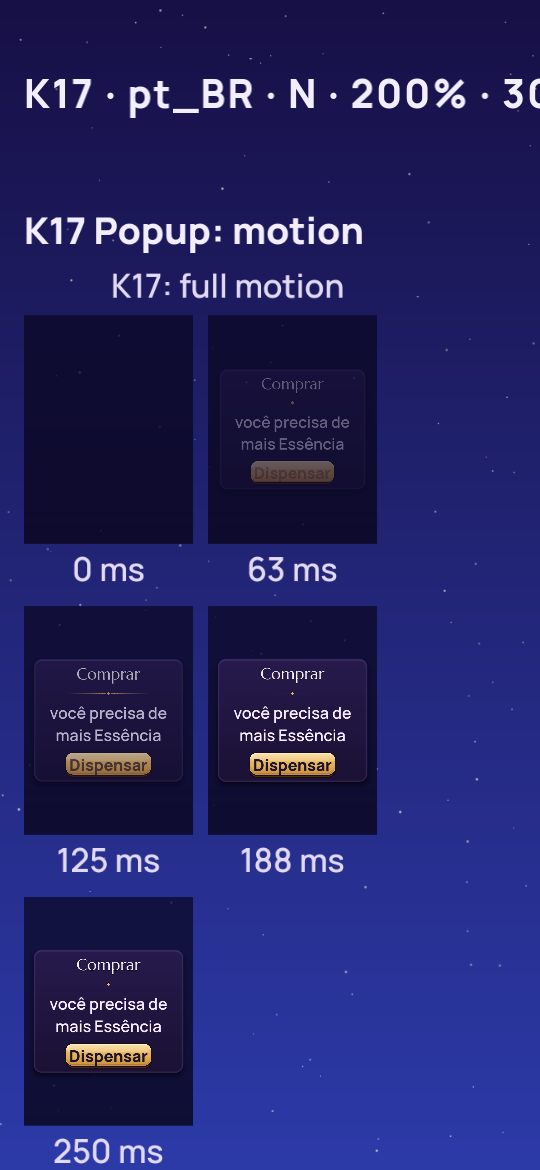 K17 · pt_BR · N · 200% · 30
K17 Popup: motion
K17: full motion
Comprar
você precisa de
mais Essência
Dispensar
0 ms
63 ms
Comprar
você precisa de
mais Essência
Dispensar
Comprar
você precisa de
mais Essência
Dispensar
125 ms
188 ms
Comprar
você precisa de
mais Essência
Dispensar
250 ms